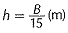 h = B/15 (m)